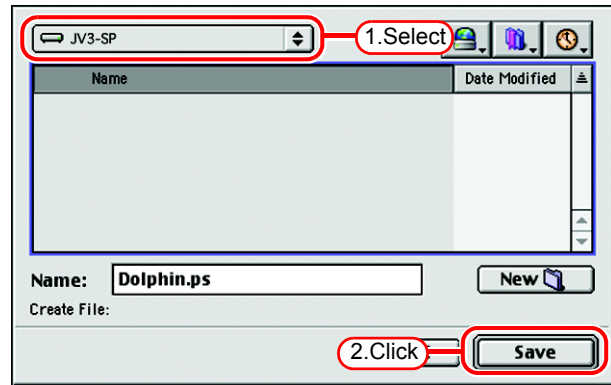 JV3-SP
1.Select
Name
Date Modified
Name:
Dolphin.ps
New
Create File:
2.Click
Save